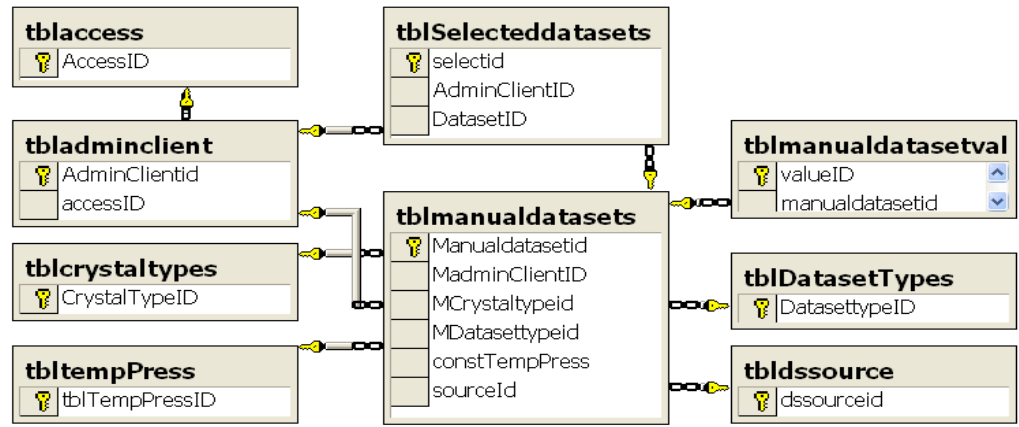 tblaccess
AccessID
tbladminclient
AdminClientid
accessID
tblcrystaltypes
CrystalTypeID
tbltempPress
tblTempPressID
tblSelecteddatasets
selectid
AdminClientID
DatasetID
tblmanualdatasets
Manualdatasetid
MadminClientID
MCrystaltypeid
MDatasettypeid
constTempPress
sourceId
tblmanualdatasetval
valueID
manualdatasetid
tblDatasetTypes
DatasettypeID
tbldssource
dssourceid